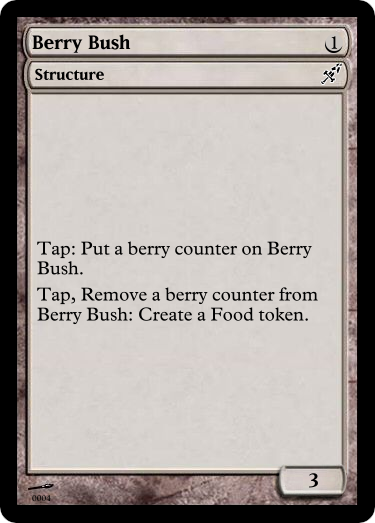 Berry Bush 1
Structure
Tap: Put a berry counter on Berry
Bush.
Tap, Remove a berry counter from
Berry Bush: Create a Food token.
3
0004